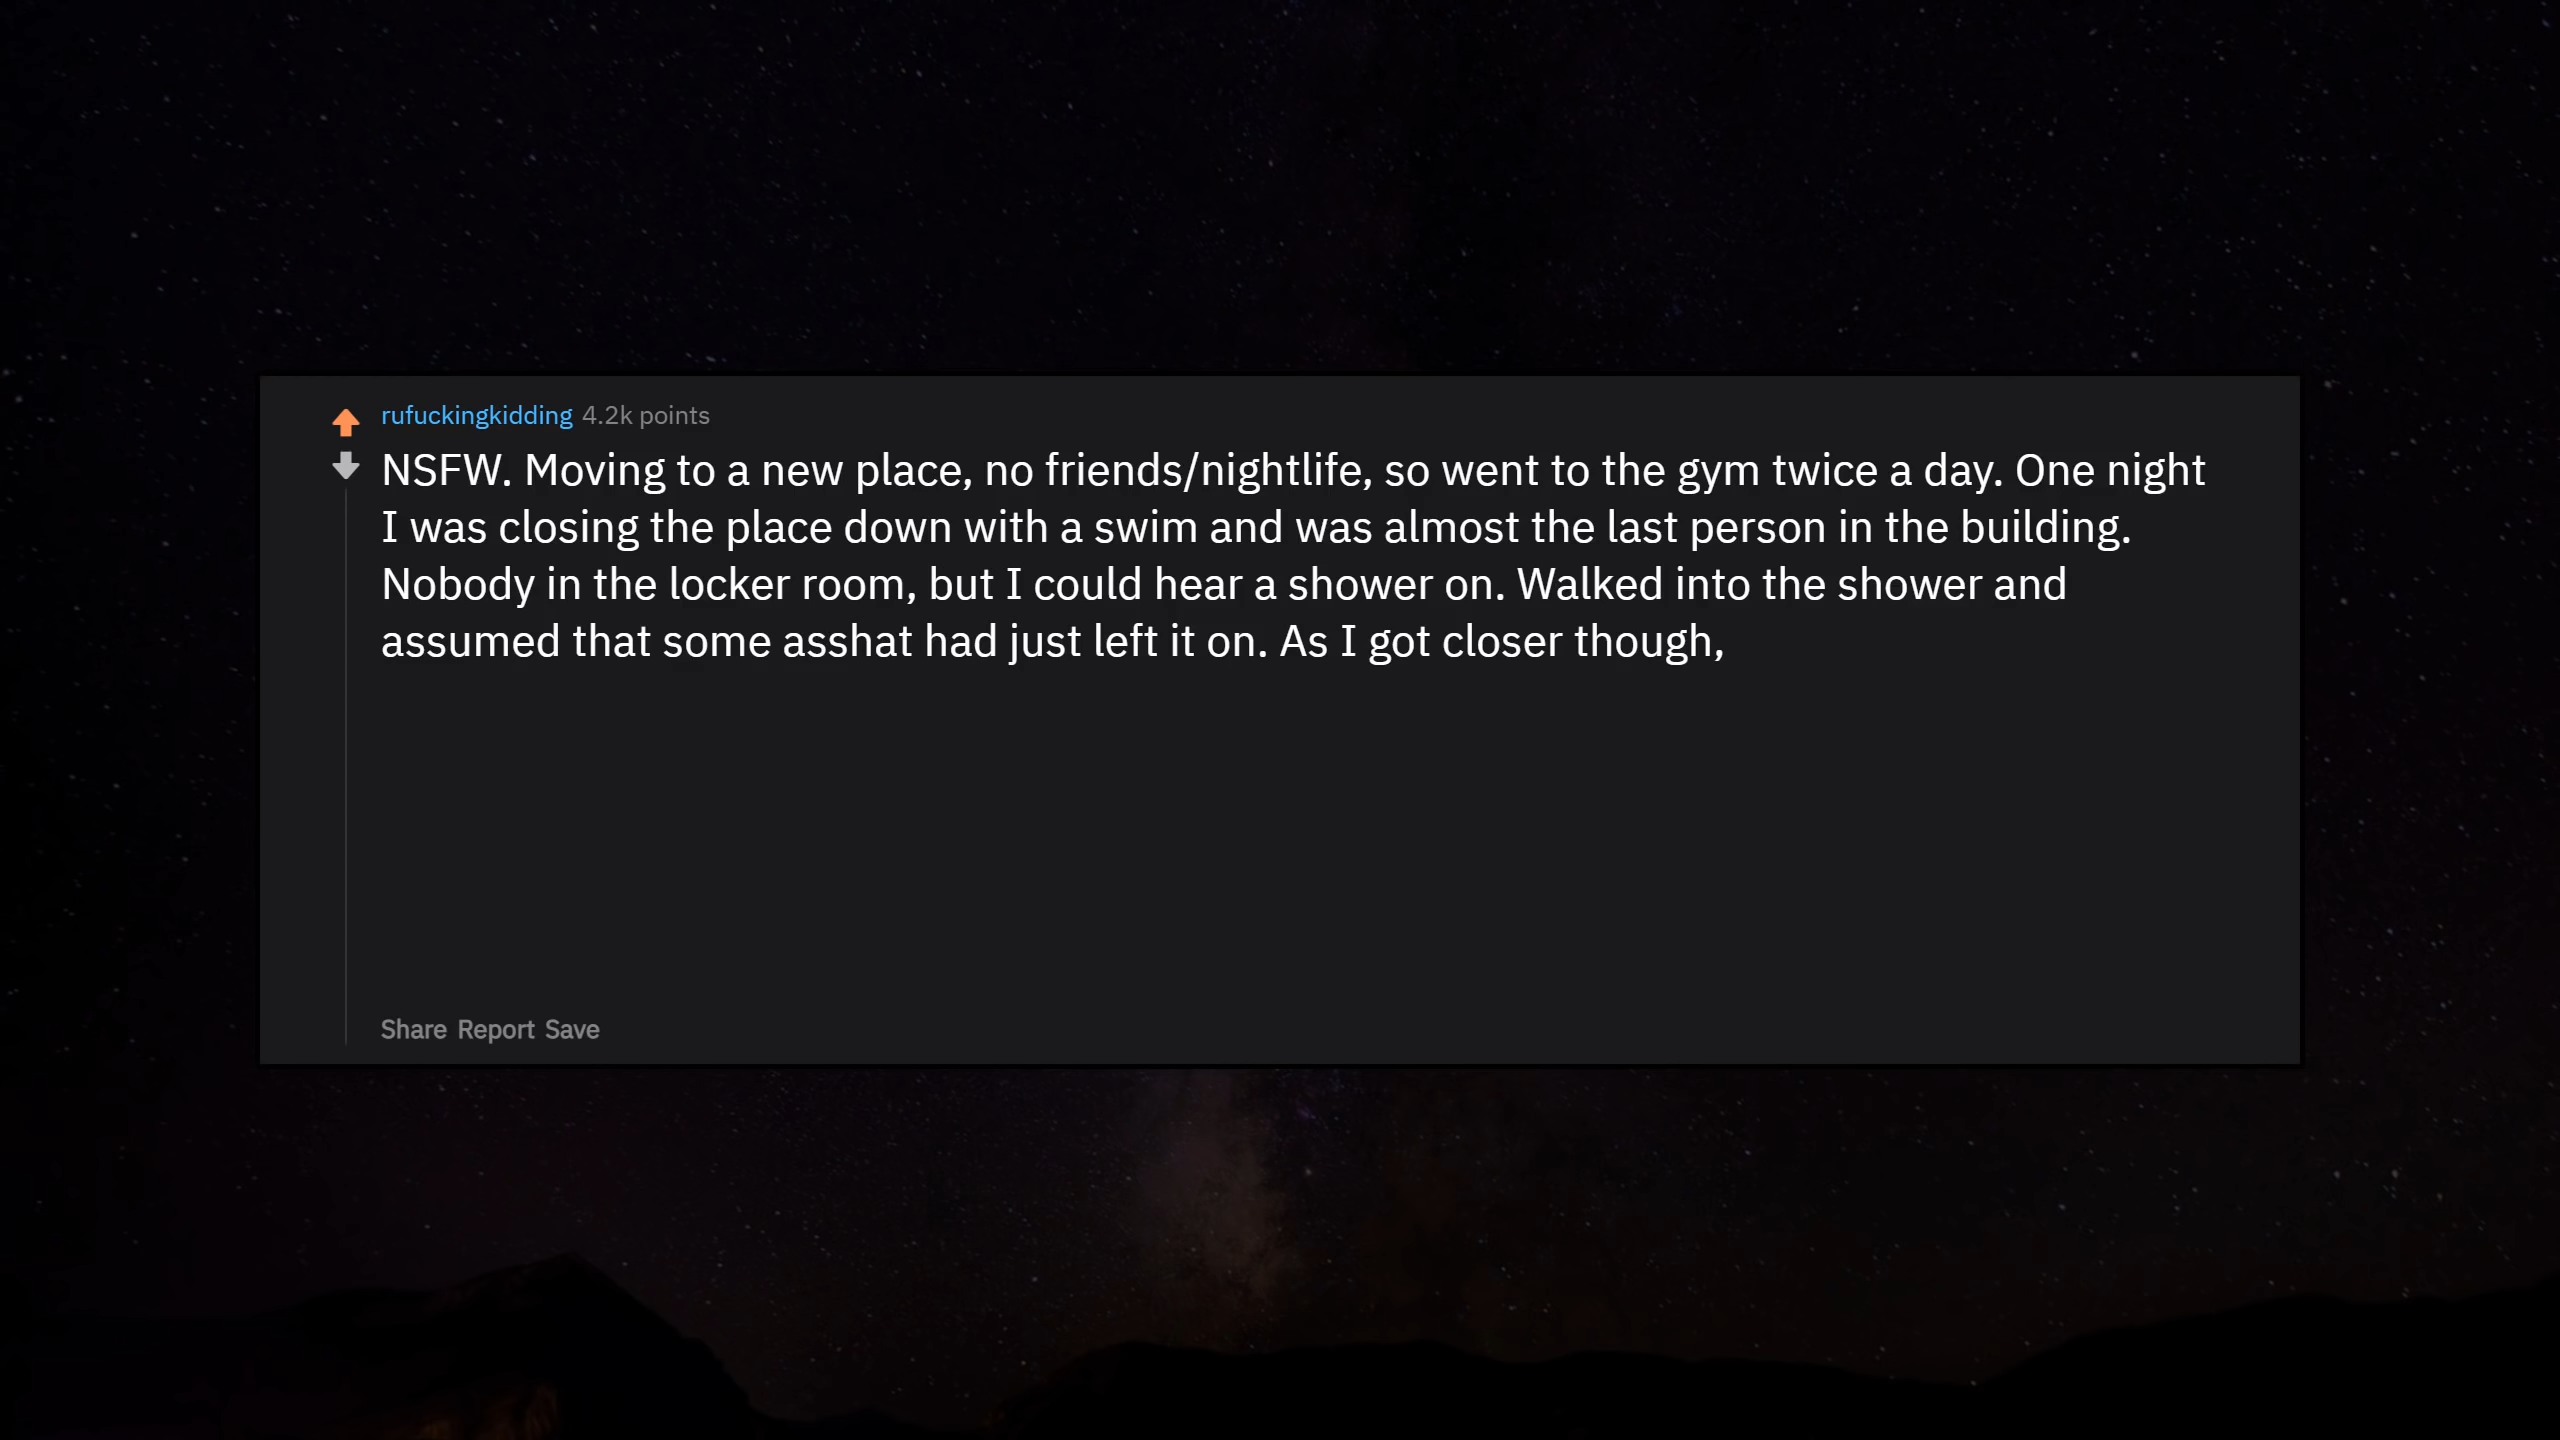 rufuckingkidding 4.2k points
NSFW. Moving to a new place, no friends/nightlife, so went to the gym twice a day. One night
I was closing the place down with a swim and was almost the last person in the building.
Nobody in the locker room, but I could hear a shower on. Walked into the shower and
assumed that some asshat had just left it on. As I got closer though,
Share Report Save